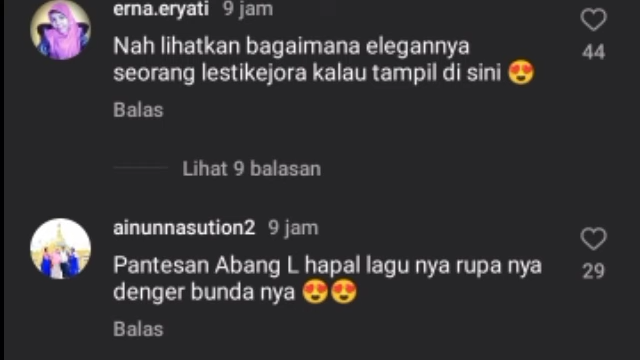 erna.eryati 9 jam
Nah lihatkan bagaimana elegannya
seorang lestikejora kalau tampil di sini 😍
44
Balas
Lihat 9 balasan
ainunnasution2 9 jam
Pantesan Abang L hapal lagu nya rupa nya
denger bunda nya 😍😍
29
Balas